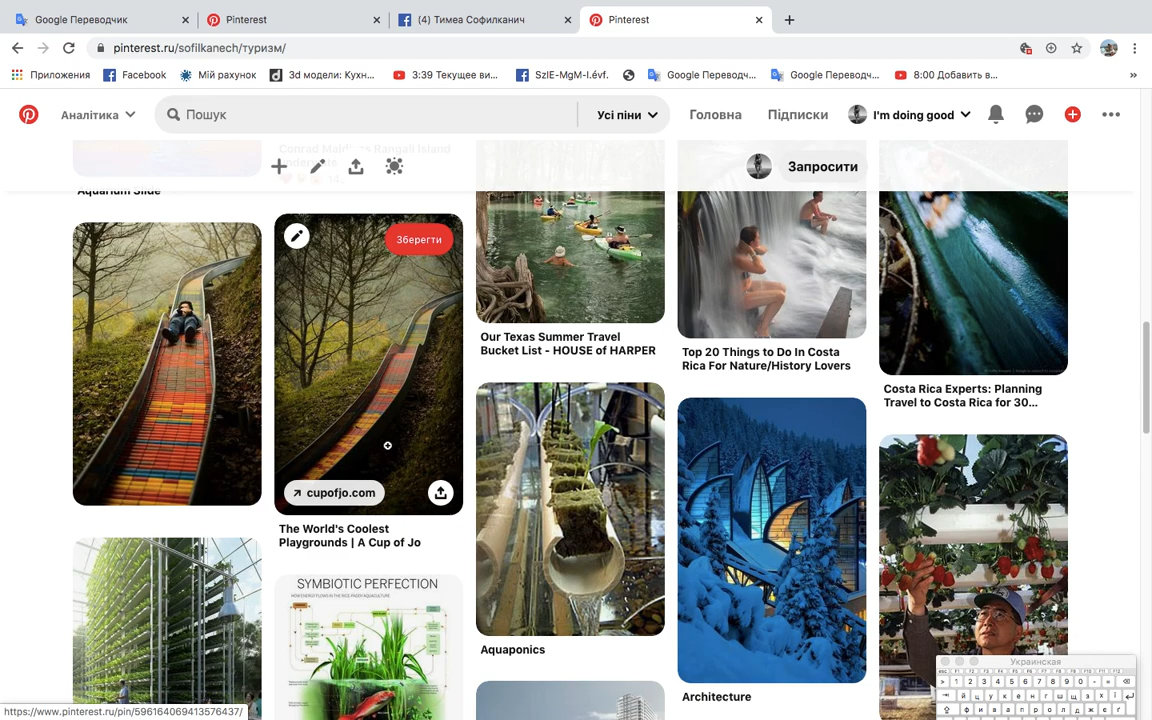 Google Переводчик
Pinterest
(4) Тимеа Софилканич
Pinterest
pinterest.ru/sofilkanech/туризм/
Приложения
Facebook
Мій рахунок
3d модели: Кухн...
3:39 Текущее ви...
SzIE-MgM-I.évf.
Google Переводч...
Google Переводч...
8:00 Добавить в...
Аналітика
Пошук
Усі піни
Головна
Підписки
I'm doing good
Conrad Maldives Rangali Island
Запросити
Aquarium Slide
Зберегти
cupofjo.com
The World's Coolest
Playgrounds | A Cup of Jo
SYMBIOTIC PERFECTION
Our Texas Summer Travel
Bucket List - HOUSE of HARPER
Aquaponics
Top 20 Things to Do In Costa
Rica For Nature/History Lovers
Architecture
Costa Rica Experts: Planning
Travel to Costa Rica for 30...
Украинская
https://www.pinterest.ru/pin/596164069413576437/